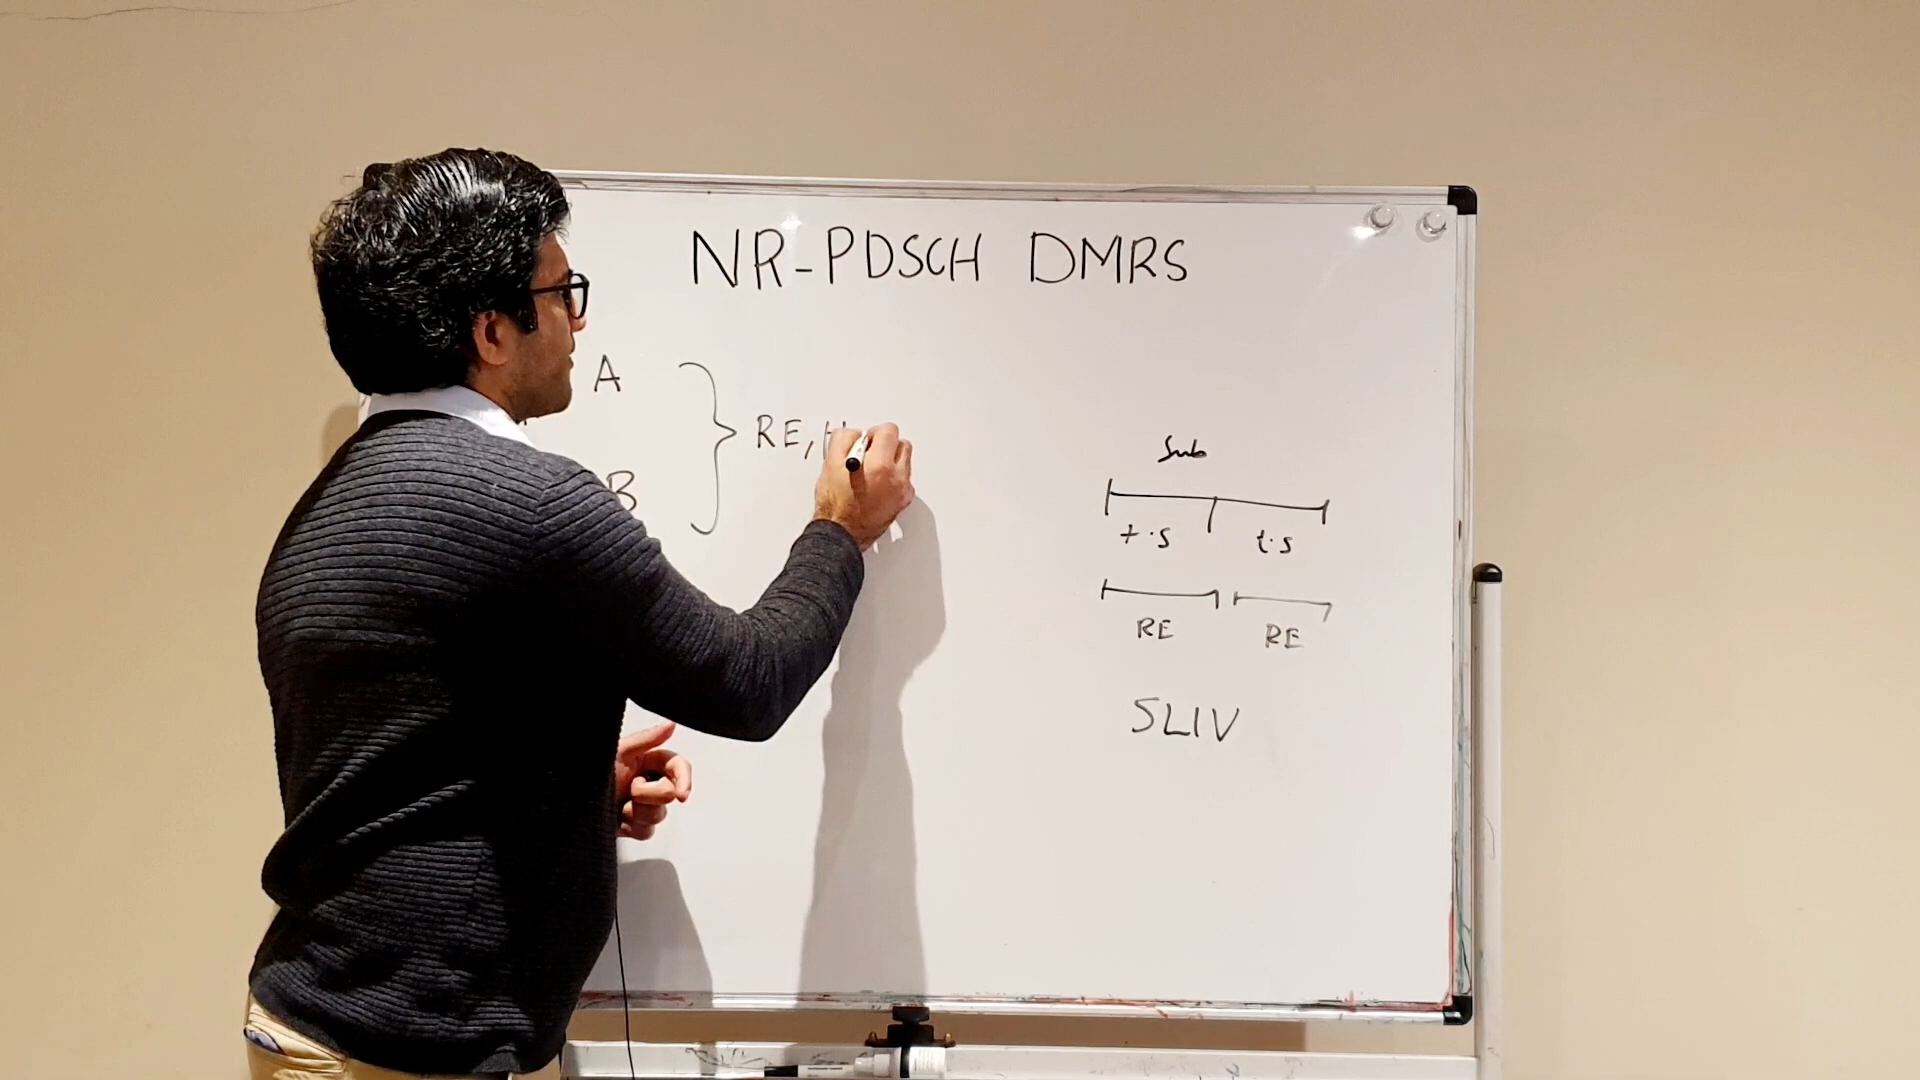 NR-PDSCH DMRS
A
B
RE,
Sub
t.s t.s
RE RE
SLIV